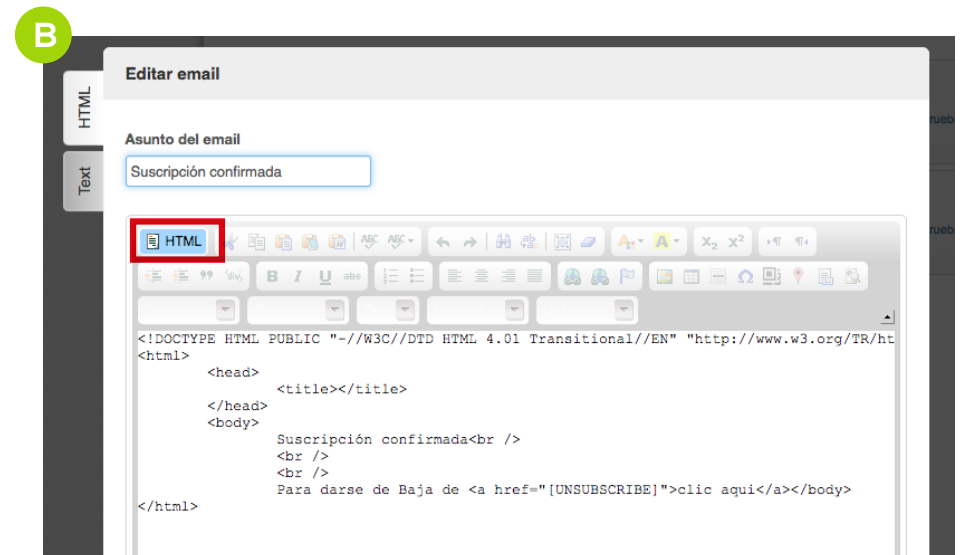 B
Editar email
HTML
Text
Asunto del email
Suscripción confirmada
HTML
<!DOCTYPE HTML PUBLIC "-//W3C//DTD HTML 4.01 Transitional//EN" "http://www.w3.org/TR/ht
<html>
<head>
<title></title>
</head>
<body>
Suscripción confirmada<br />
<br />
<br />
Para darse de Baja de <a href="[UNSUBSCRIBE]">clic aqui</a></body>
</html>
rueb
rueb